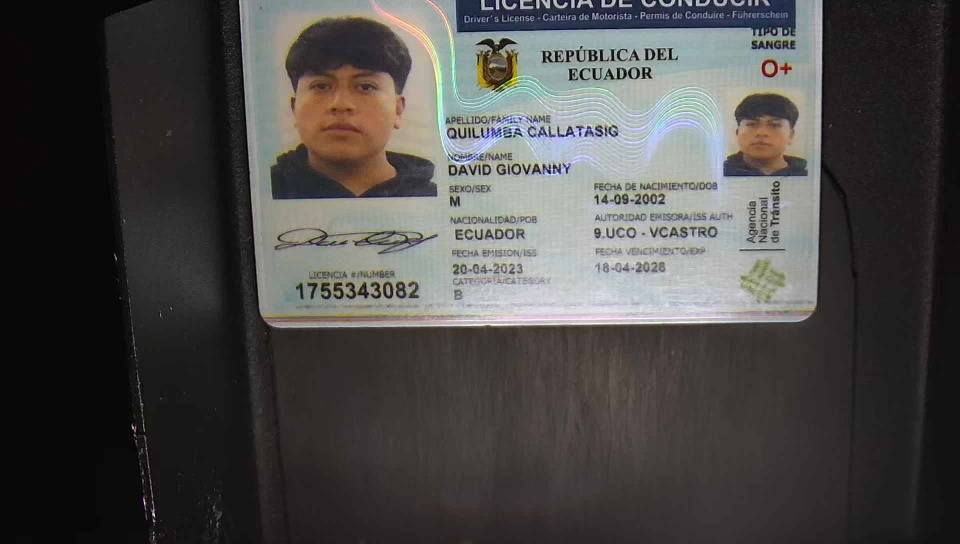 LICENCIA DE CONDUCIR
Driver's License - Carteira de Motorista - Permis de Conduire - Führerschein
REPÚBLICA DEL
ECUADOR
TIPO DE
SANGRE
O+
APELLIDO/FAMILY NAME
QUILUMBA CALLATASIG
NOMBRE/NAME
DAVID GIOVANNY
SEXO/SEX
M
FECHA DE NACIMIENTO/DOB
14-09-2002
NACIONALIDAD/POB
ECUADOR
AUTORIDAD EMISORA/ISS AUTH
9.UCO - VCASTRO
FECHA EMISION/ISS
20-04-2023
FECHA VENCIMIENTO/EXP
18-04-2028
CATEGORIA/CATEGORY
B
LICENCIA #/NUMBER
1755343082
Agencia
Nacional
de Tránsito